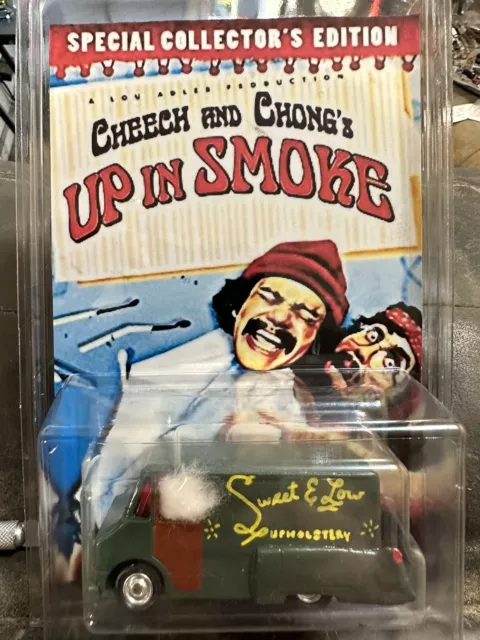 SPECIAL COLLECTOR'S EDITION
A LOU ADLER PRODUCTION
CHEECH AND CHONG'S
UP IN SMOKE
Sweet & Low
UPHOLSTERY